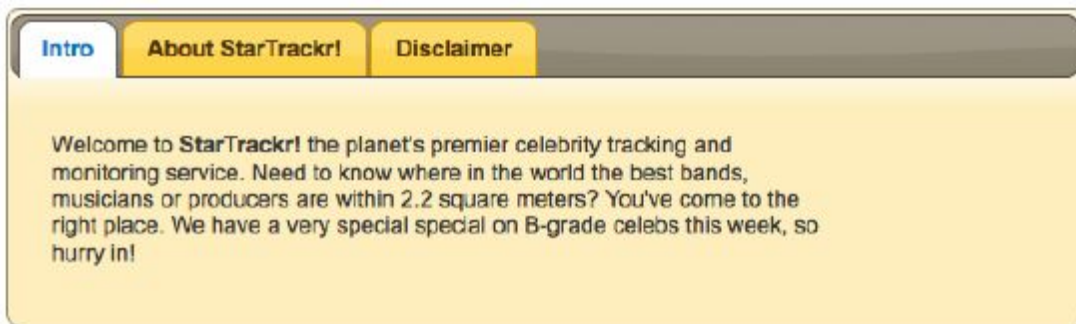 Intro
About StarTrackr!
Disclaimer
Welcome to StarTrackr! the planet's premier celebrity tracking and
monitoring service. Need to know where in the world the best bands,
musicians or producers are within 2.2 square meters? You've come to the
right place. We have a very special special on B-grade celebs this week, so
hurry in!